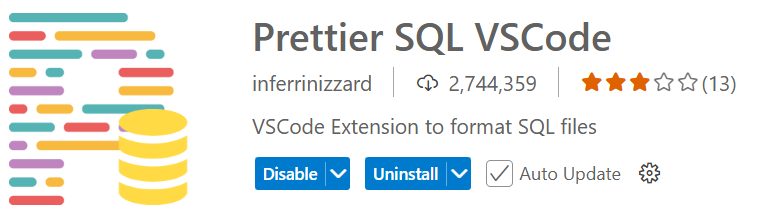 Prettier SQL VSCode
inferrinizzard 2,744,359 (13)
VSCode Extension to format SQL files
Disable Uninstall Auto Update